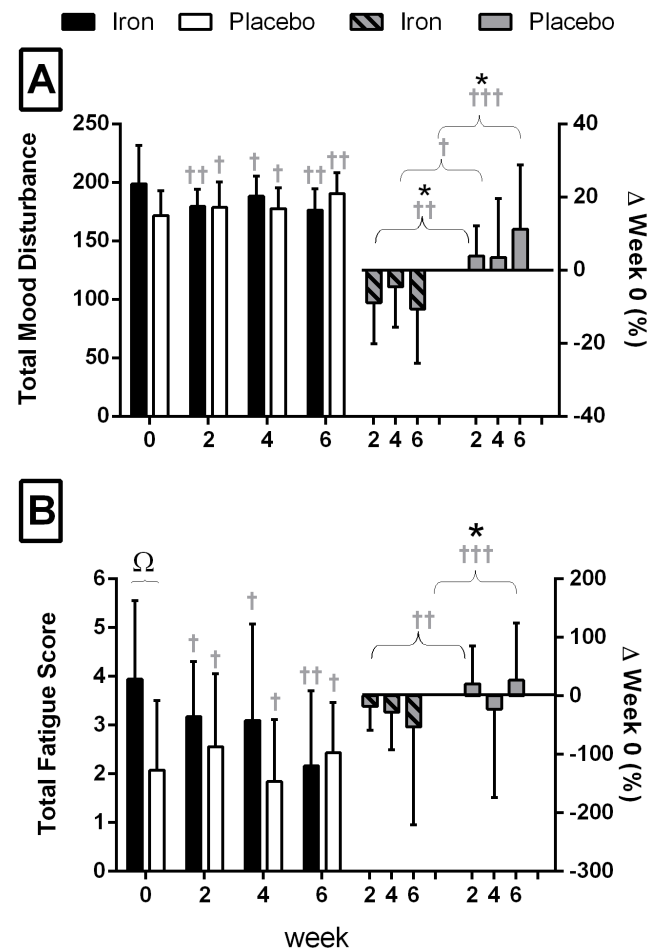 Iron Placebo Iron Placebo
A
Total Mood Disturbance
250
200
150
100
50
0
†† † † † †† ††
*
††
†
*
†††
40
20
0
-20
-40
Δ Week 0 (%)
0 2 4 6 2 4 6 2 4 6
B
Total Fatigue Score
6
5
4
3
2
1
0
Ω
† † † † †† †
††
*
†††
200
100
0
-100
-200
-300
Δ Week 0 (%)
0 2 4 6 2 4 6 2 4 6
week